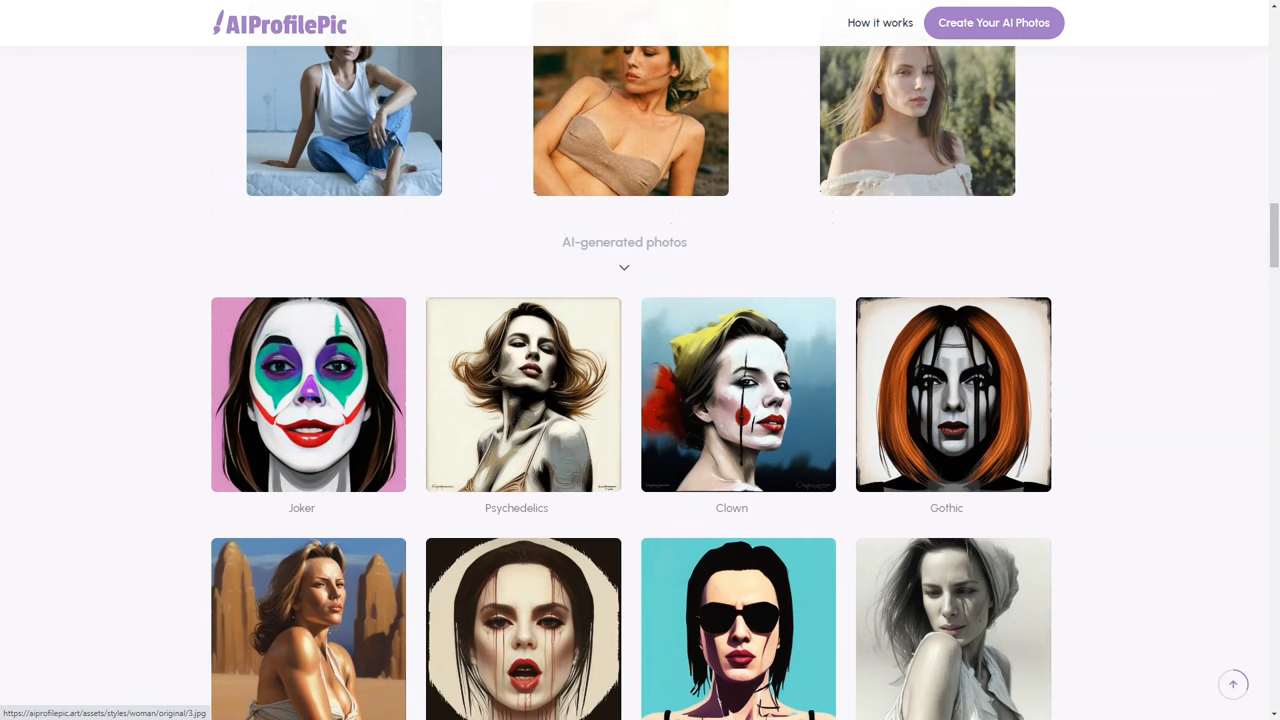 AIProfilePic
How it works
Create Your AI Photos
AI-generated photos
Joker
Psychedelics
Clown
Gothic
https://aiprofilepic.art/assets/styles/woman/original/3.jpg